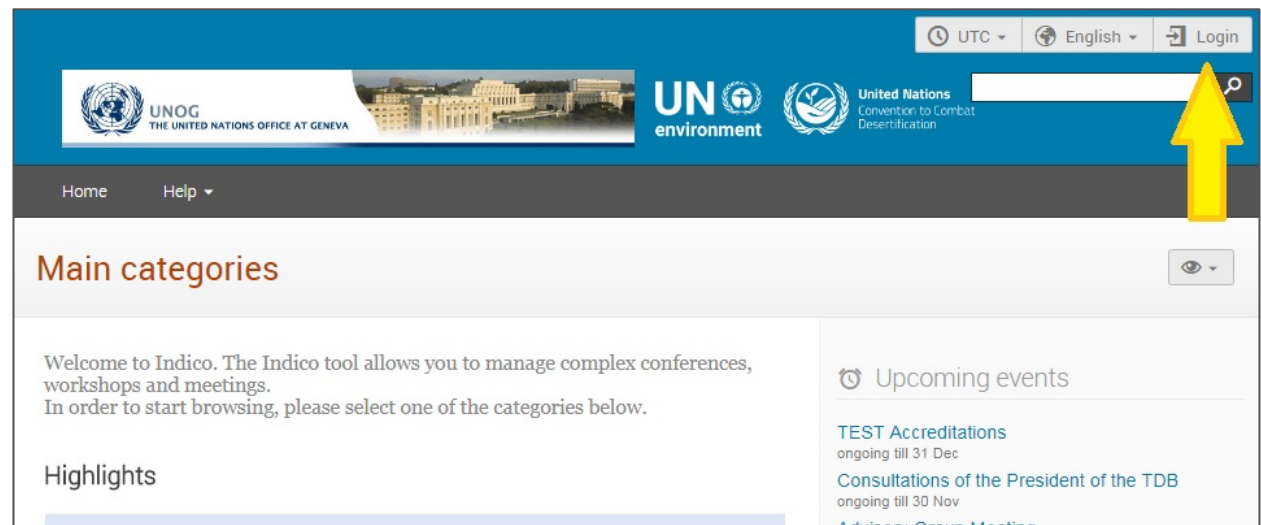 UTC
English
Login
UNOG
THE UNITED NATIONS OFFICE AT GENEVA
UN
environment
United Nations
Convention to Combat
Desertification
Home
Help
Main categories
Welcome to Indico. The Indico tool allows you to manage complex conferences,
workshops and meetings.
In order to start browsing, please select one of the categories below.
Highlights
Upcoming events
TEST Accreditations
ongoing till 31 Dec
Consultations of the President of the TDB
ongoing till 30 Nov
Advisory Group Meeting